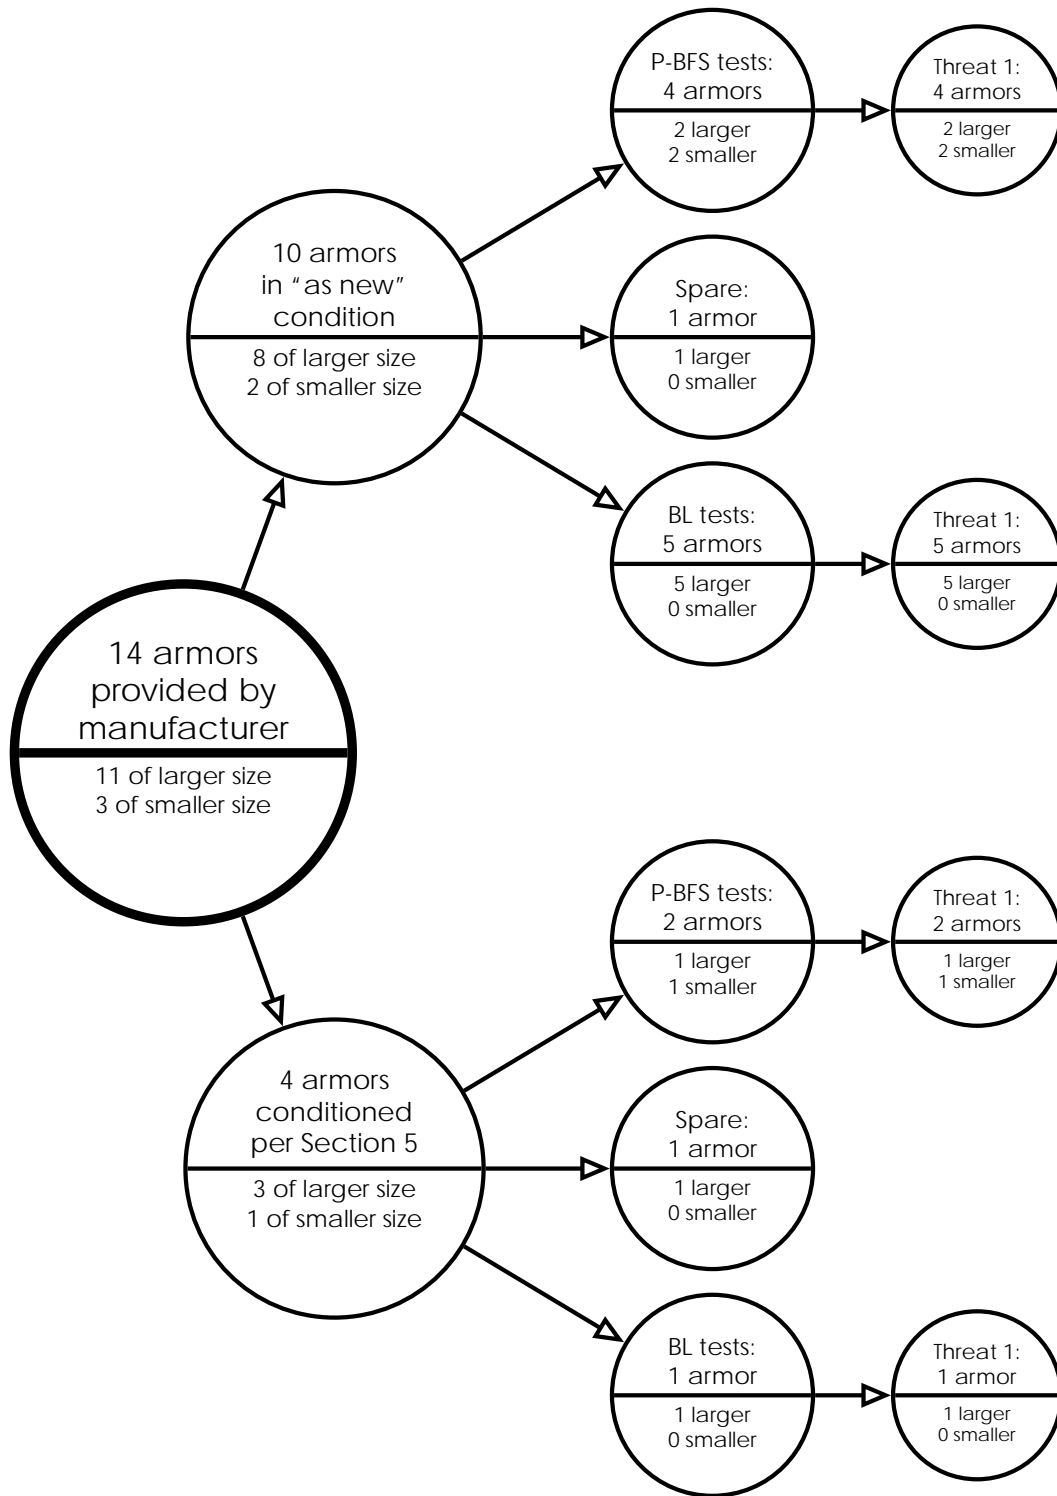 P-BFS tests:
4 armors
2 larger
2 smaller
Threat 1:
4 armors
2 larger
2 smaller
10 armors
in "as new"
condition
8 of larger size
2 of smaller size
Spare:
1 armor
1 larger
0 smaller
BL tests:
5 armors
5 larger
0 smaller
Threat 1:
5 armors
5 larger
0 smaller
14 armors
provided by
manufacturer
11 of larger size
3 of smaller size
P-BFS tests:
2 armors
1 larger
1 smaller
Threat 1:
2 armors
1 larger
1 smaller
4 armors
conditioned
per Section 5
3 of larger size
1 of smaller size
Spare:
1 armor
1 larger
0 smaller
BL tests:
1 armor
1 larger
0 smaller
Threat 1:
1 armor
1 larger
0 smaller